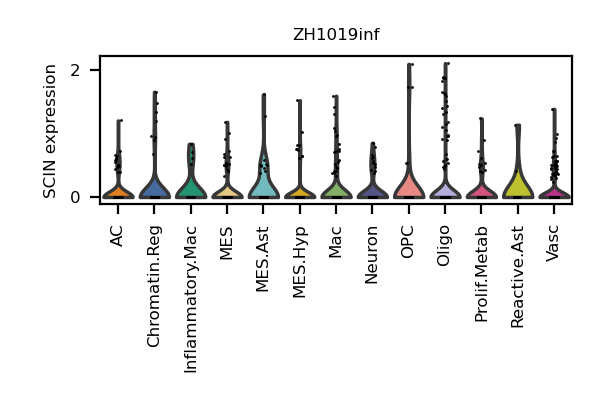 ZH1019inf
SCIN expression
2
0
AC
Chromatin.Reg
Inflammatory.Mac
MES
MES.Ast
MES.Hyp
Mac
Neuron
OPC
Oligo
Prolif.Metab
Reactive.Ast
Vasc